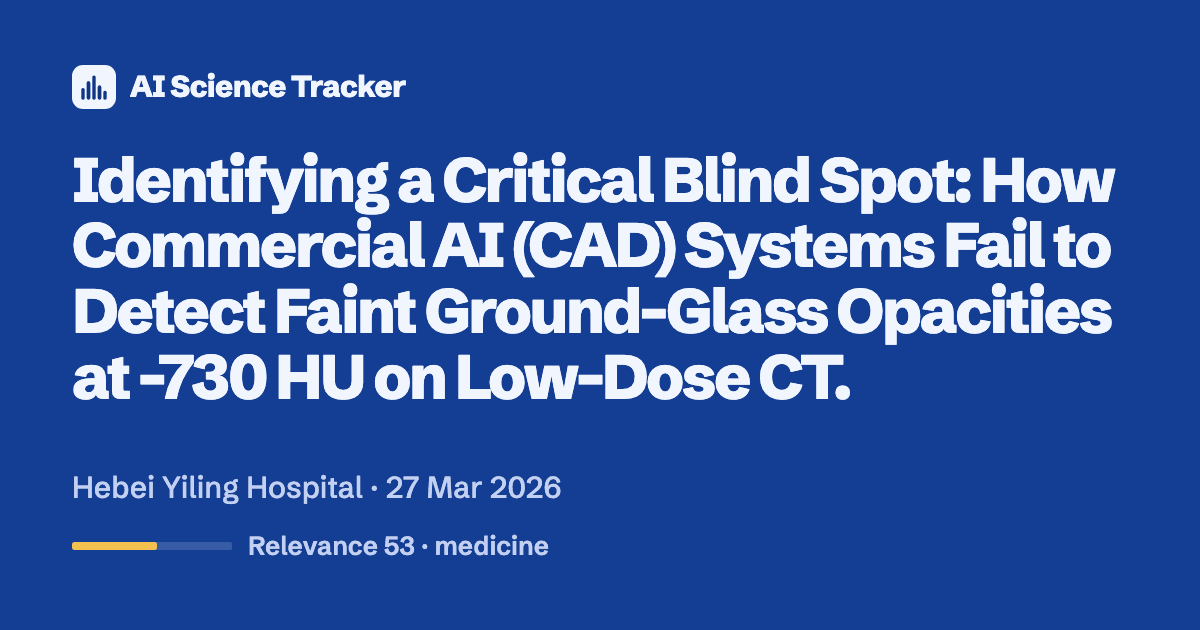 AI Science Tracker
Identifying a Critical Blind Spot: How
Commercial AI (CAD) Systems Fail to
Detect Faint Ground-Glass Opacities
at -730 HU on Low-Dose CT.
Hebei Yiling Hospital · 27 Mar 2026
Relevance 53 · medicine